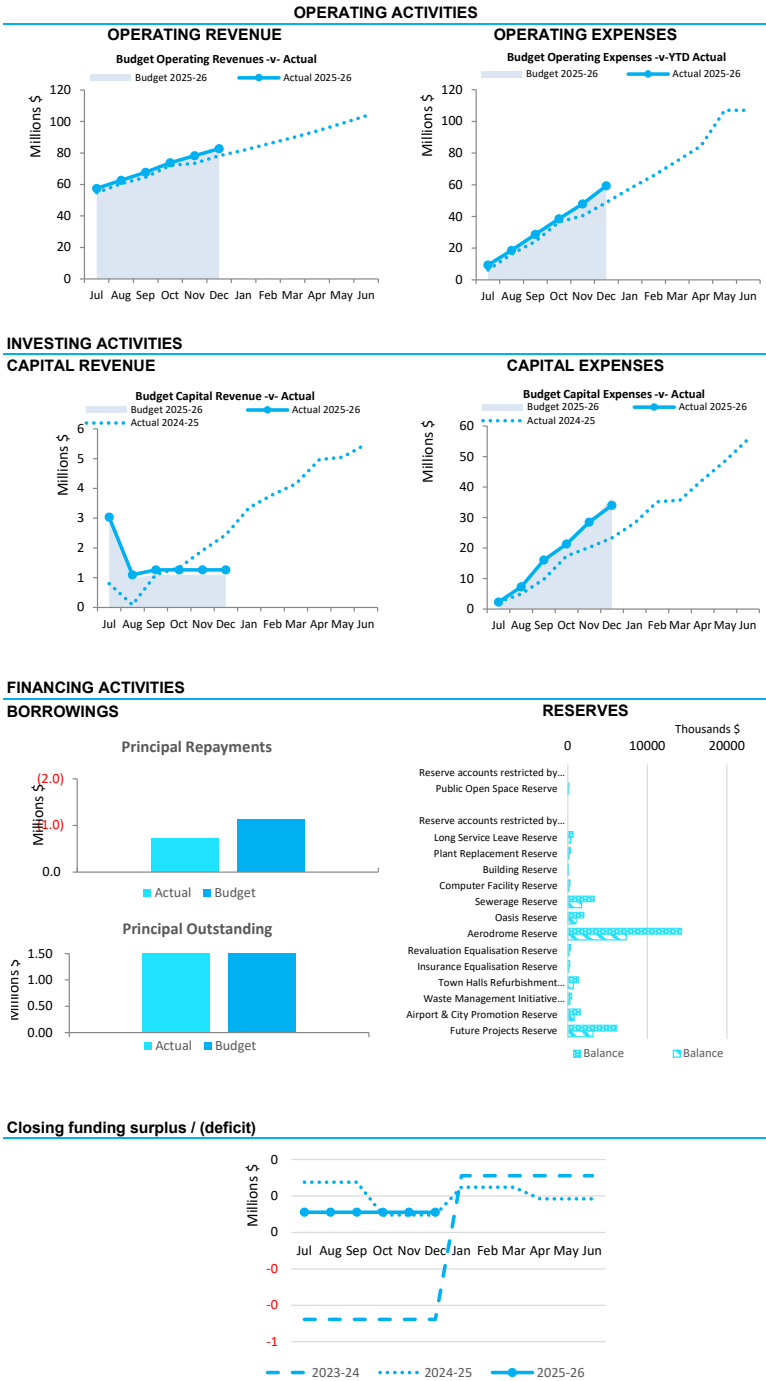 OPERATING ACTIVITIES
OPERATING REVENUE
Budget Operating Revenues -v- Actual
Budget 2025-26 Actual 2025-26
Millions $
120
100
80
60
40
20
0
Jul Aug Sep Oct Nov Dec Jan Feb Mar Apr May Jun
OPERATING EXPENSES
Budget Operating Expenses -v-YTD Actual
Budget 2025-26 Actual 2025-26
Millions $
120
100
80
60
40
20
0
Jul Aug Sep Oct Nov Dec Jan Feb Mar Apr May Jun
INVESTING ACTIVITIES
CAPITAL REVENUE
Budget Capital Revenue -v- Actual
Budget 2025-26 Actual 2025-26
Actual 2024-25
Millions $
6
5
4
3
2
1
0
Jul Aug Sep Oct Nov Dec Jan Feb Mar Apr May Jun
CAPITAL EXPENSES
Budget Capital Expenses -v- Actual
Budget 2025-26 Actual 2025-26
Actual 2024-25
Millions $
60
50
40
30
20
10
0
Jul Aug Sep Oct Nov Dec Jan Feb Mar Apr May Jun
FINANCING ACTIVITIES
BORROWINGS
Principal Repayments
Millions $
(2.0)
(1.0)
0.0
Actual Budget
Principal Outstanding
Millions $
1.50
1.00
0.50
0.00
Actual Budget
RESERVES
Thousands $
0 10000 20000
Reserve accounts restricted by...
Public Open Space Reserve
Reserve accounts restricted by...
Long Service Leave Reserve
Plant Replacement Reserve
Building Reserve
Computer Facility Reserve
Sewerage Reserve
Oasis Reserve
Aerodrome Reserve
Revaluation Equalisation Reserve
Insurance Equalisation Reserve
Town Halls Refurbishment...
Waste Management Initiative...
Airport & City Promotion Reserve
Future Projects Reserve
Balance Balance
Closing funding surplus / (deficit)
Millions $
0
0
0
Jul Aug Sep Oct Nov Dec Jan Feb Mar Apr May Jun
-0
-0
-1
2023-24 2024-25 2025-26